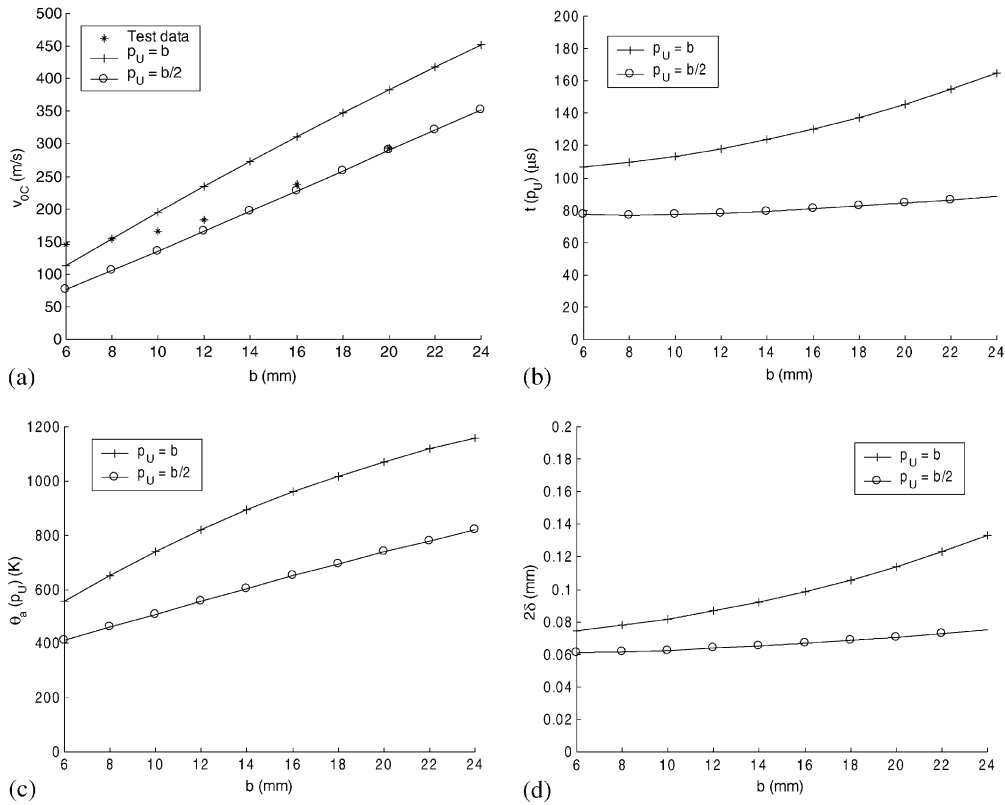 500
450
400
350
300
250
200
150
100
50
0
v0C (m/s)
Test data
pU = b
pU = b/2
6 8 10 12 14 16 18 20 22 24
b (mm)
(a)
200
180
160
140
120
100
80
60
40
20
0
t (pU) (μs)
pU = b
pU = b/2
6 8 10 12 14 16 18 20 22 24
b (mm)
(b)
1200
1000
800
600
400
200
0
θa (pU) (K)
pU = b
pU = b/2
6 8 10 12 14 16 18 20 22 24
b (mm)
(c)
0.2
0.18
0.16
0.14
0.12
0.1
0.08
0.06
0.04
0.02
0
2δ (mm)
pU = b
pU = b/2
6 8 10 12 14 16 18 20 22 24
b (mm)
(d)